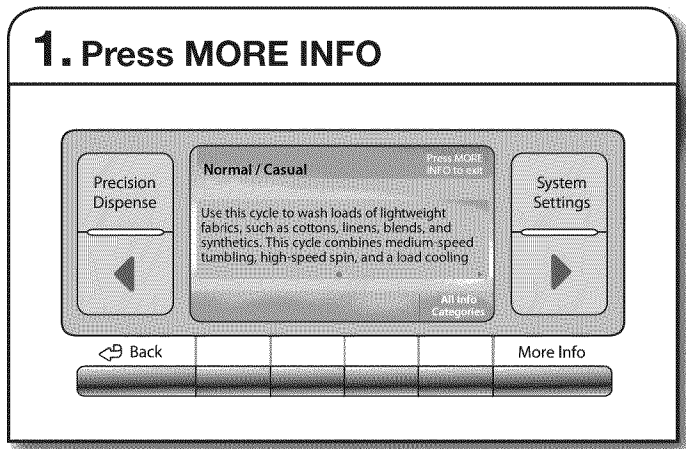 1. Press MORE INFO
Precision
Dispense
Normal / Casual
Press MORE
INFO to exit
Use this cycle to wash loads of lightweight
fabrics, such as cottons, linens, blends, and
synthetics. This cycle combines medium-speed
tumbling, high-speed spin, and a load cooling
All Info
Categories
System
Settings
Back
More Info